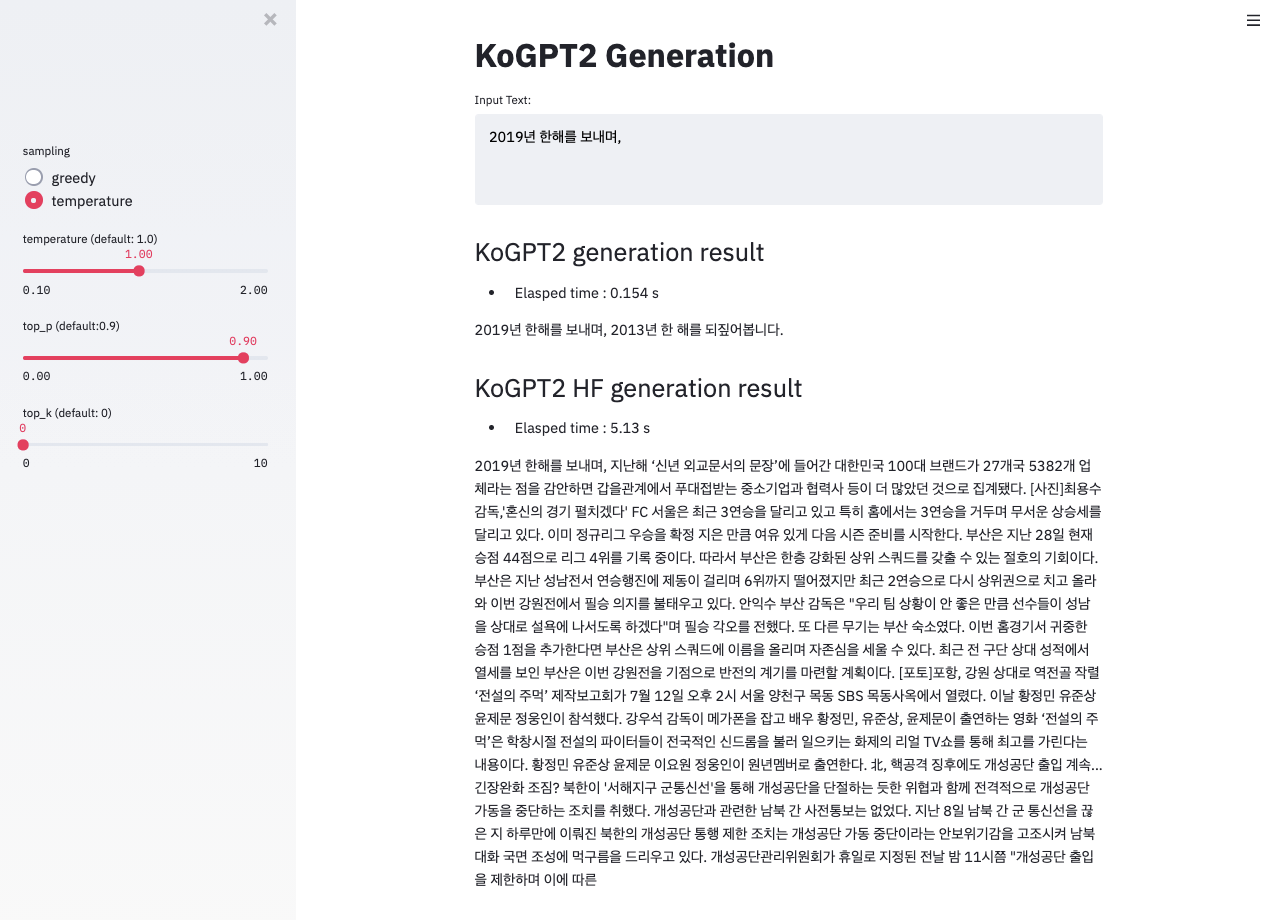 sampling
greedy
temperature
temperature (default: 1.0)
1.00
0.10 2.00
top_p (default:0.9)
0.90
0.00 1.00
top_k (default: 0)
0
0 10
KoGPT2 Generation
Input Text:
2019년 한해를 보내며,
KoGPT2 generation result
• Elasped time : 0.154 s
2019년 한해를 보내며, 2013년 한 해를 되짚어봅니다.
KoGPT2 HF generation result
• Elasped time : 5.13 s
2019년 한해를 보내며, 지난해 ‘신년 외교문서의 문장’에 들어간 대한민국 100대 브랜드가 27개국 5382개 업
체라는 점을 감안하면 갑을관계에서 푸대접받는 중소기업과 협력사 등이 더 많았던 것으로 집계됐다. [사진]최용수
감독,'혼신의 경기 펼치겠다' FC 서울은 최근 3연승을 달리고 있고 특히 홈에서는 3연승을 거두며 무서운 상승세를
달리고 있다. 이미 정규리그 우승을 확정 지은 만큼 여유 있게 다음 시즌 준비를 시작한다. 부산은 지난 28일 현재
승점 44점으로 리그 4위를 기록 중이다. 따라서 부산은 한층 강화된 상위 스쿼드를 갖출 수 있는 절호의 기회이다.
부산은 지난 성남전서 연승행진에 제동이 걸리며 6위까지 떨어졌지만 최근 2연승으로 다시 상위권으로 치고 올라
와 이번 강원전에서 필승 의지를 불태우고 있다. 안익수 부산 감독은 "우리 팀 상황이 안 좋은 만큼 선수들이 성남
을 상대로 설욕에 나서도록 하겠다"며 필승 각오를 전했다. 또 다른 무기는 부산 숙소였다. 이번 홈경기서 귀중한
승점 1점을 추가한다면 부산은 상위 스쿼드에 이름을 올리며 자존심을 세울 수 있다. 최근 전 구단 상대 성적에서
열세를 보인 부산은 이번 강원전을 기점으로 반전의 계기를 마련할 계획이다. [포토]포항, 강원 상대로 역전골 작렬
‘전설의 주먹’ 제작보고회가 7월 12일 오후 2시 서울 양천구 목동 SBS 목동사옥에서 열렸다. 이날 황정민 유준상
윤제문 정웅인이 참석했다. 강우석 감독이 메가폰을 잡고 배우 황정민, 유준상, 윤제문이 출연하는 영화 ‘전설의 주
먹’은 학창시절 전설의 파이터들이 전국적인 신드롬을 불러 일으키는 화제의 리얼 TV쇼를 통해 최고를 가린다는
내용이다. 황정민 유준상 윤제문 이요원 정웅인이 원년멤버로 출연한다. 北, 핵공격 징후에도 개성공단 출입 계속...
긴장완화 조짐? 북한이 '서해지구 군통신선'을 통해 개성공단을 단절하는 듯한 위협과 함께 전격적으로 개성공단
가동을 중단하는 조치를 취했다. 개성공단과 관련한 남북 간 사전통보는 없었다. 지난 8일 남북 간 군 통신선을 끊
은 지 하루만에 이뤄진 북한의 개성공단 통행 제한 조치는 개성공단 가동 중단이라는 안보위기감을 고조시켜 남북
대화 국면 조성에 먹구름을 드리우고 있다. 개성공단관리위원회가 휴일로 지정된 전날 밤 11시쯤 "개성공단 출입
을 제한하며 이에 따른